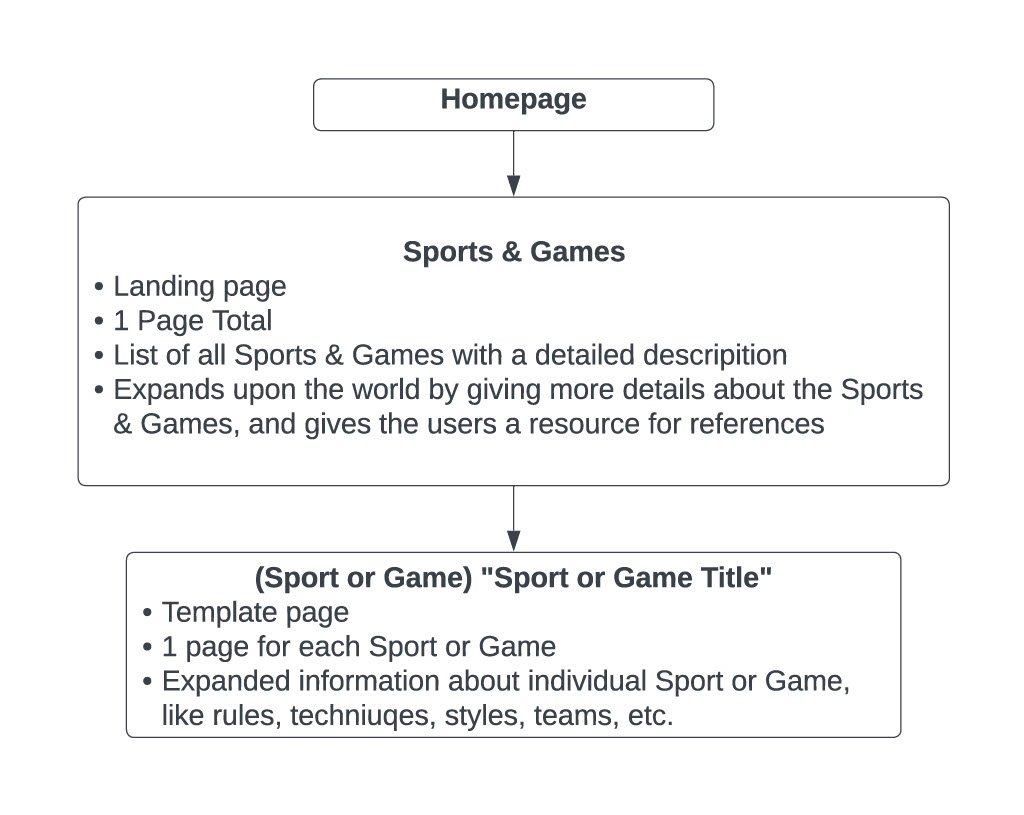 Homepage
Sports & Games
• Landing page
• 1 Page Total
• List of all Sports & Games with a detailed descripition
• Expands upon the world by giving more details about the Sports
& Games, and gives the users a resource for references
(Sport or Game) "Sport or Game Title"
• Template page
• 1 page for each Sport or Game
• Expanded information about individual Sport or Game,
like rules, techniuqes, styles, teams, etc.